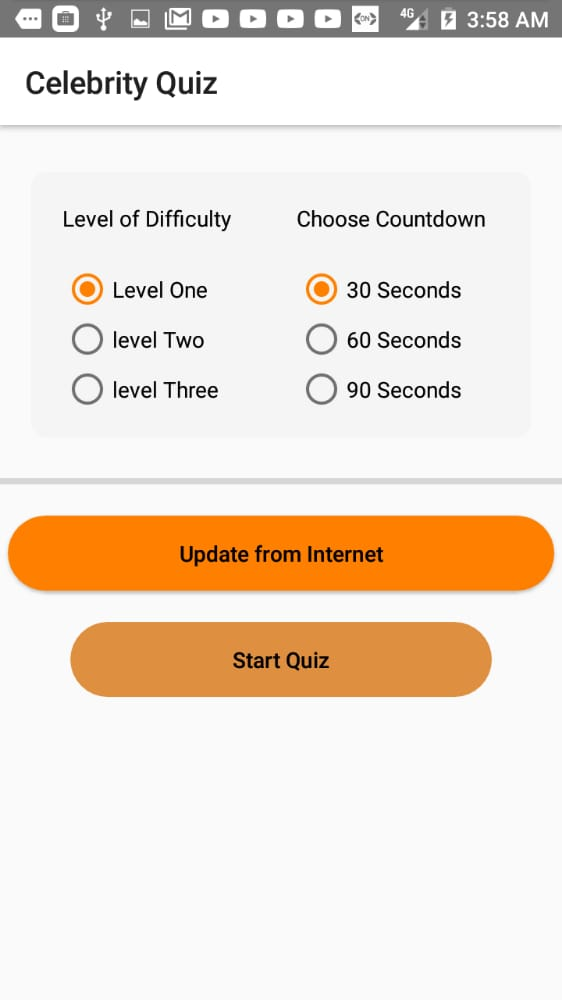 4G 3:58 AM
Celebrity Quiz
Level of Difficulty
Choose Countdown
Level One
level Two
level Three
30 Seconds
60 Seconds
90 Seconds
Update from Internet
Start Quiz